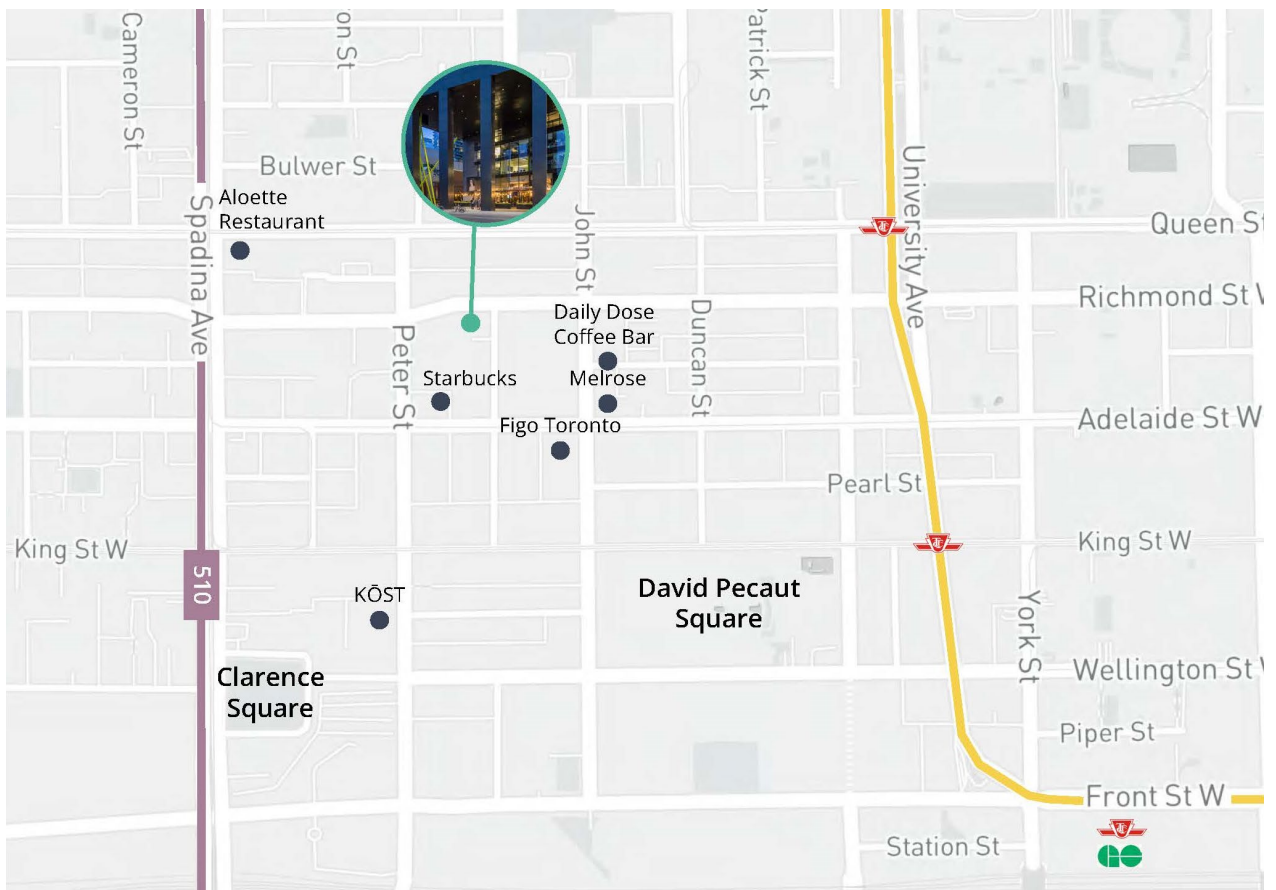 Cameron St
on St
Patrick St
Bulwer St
University Ave
Aloette
Restaurant
Spadina Ave
John St
Queen St
Richmond St W
Daily Dose
Coffee Bar
Duncan St
Peter St
Starbucks
Melrose
Figo Toronto
Adelaide St W
Pearl St
King St W
King St W
510
KŌST
David Pecaut
Square
York St
Clarence
Square
Wellington St W
Piper St
Front St W
Station St
GO